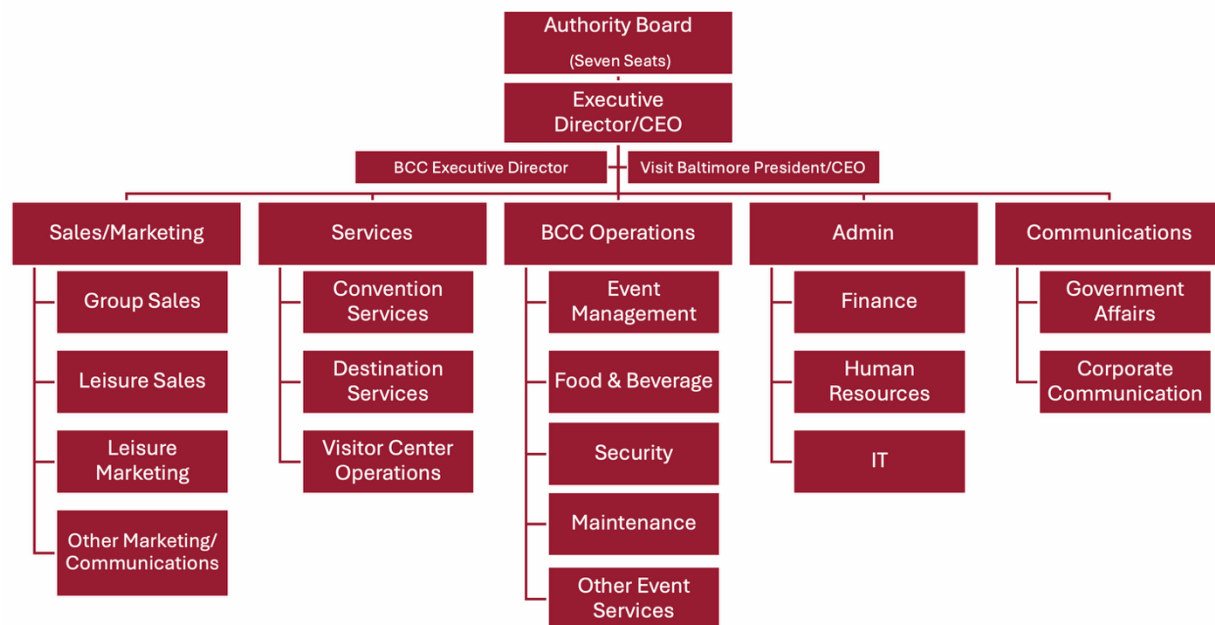 Authority Board
(Seven Seats)
Executive
Director/CEO
BCC Executive Director
Visit Baltimore President/CEO
Sales/Marketing
Services
BCC Operations
Admin
Communications
Group Sales
Leisure Sales
Leisure
Marketing
Other Marketing/
Communications
Convention
Services
Destination
Services
Visitor Center
Operations
Event
Management
Food & Beverage
Security
Maintenance
Other Event
Services
Finance
Human
Resources
IT
Government
Affairs
Corporate
Communication